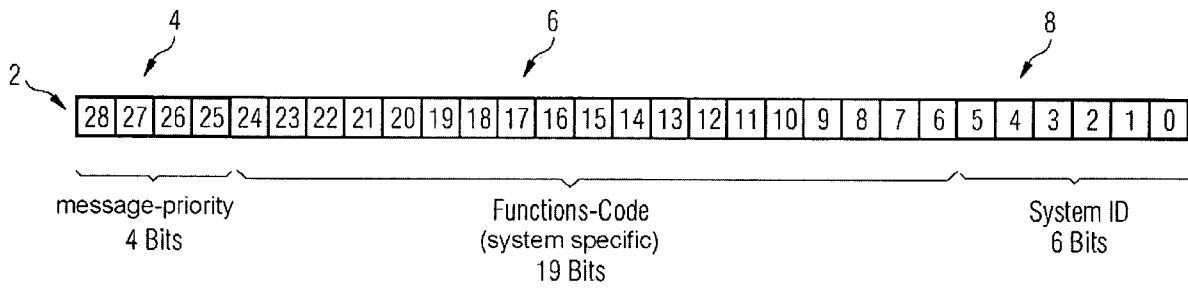 4 6 8
2
28 27 26 25 24 23 22 21 20 19 18 17 16 15 14 13 12 11 10 9 8 7 6 5 4 3 2 1 0
message-priority Functions-Code System ID
4 Bits (system specific) 6 Bits
19 Bits